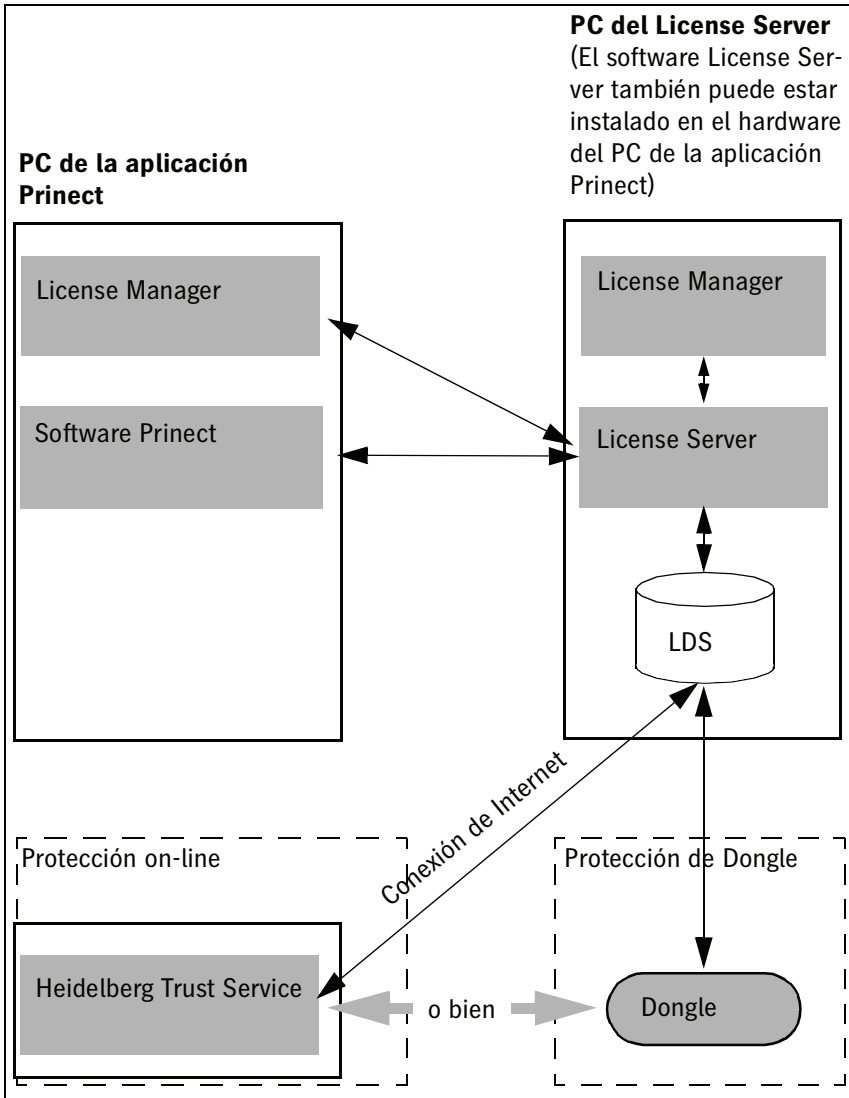 PC del License Server
(El software License Ser-
ver también puede estar
instalado en el hardware
del PC de la aplicación
Prinect)
PC de la aplicación
Prinect
License Manager
License Manager
Software Prinect
License Server
LDS
Conexión de Internet
Protección on-line
Protección de Dongle
Heidelberg Trust Service
o bien
Dongle